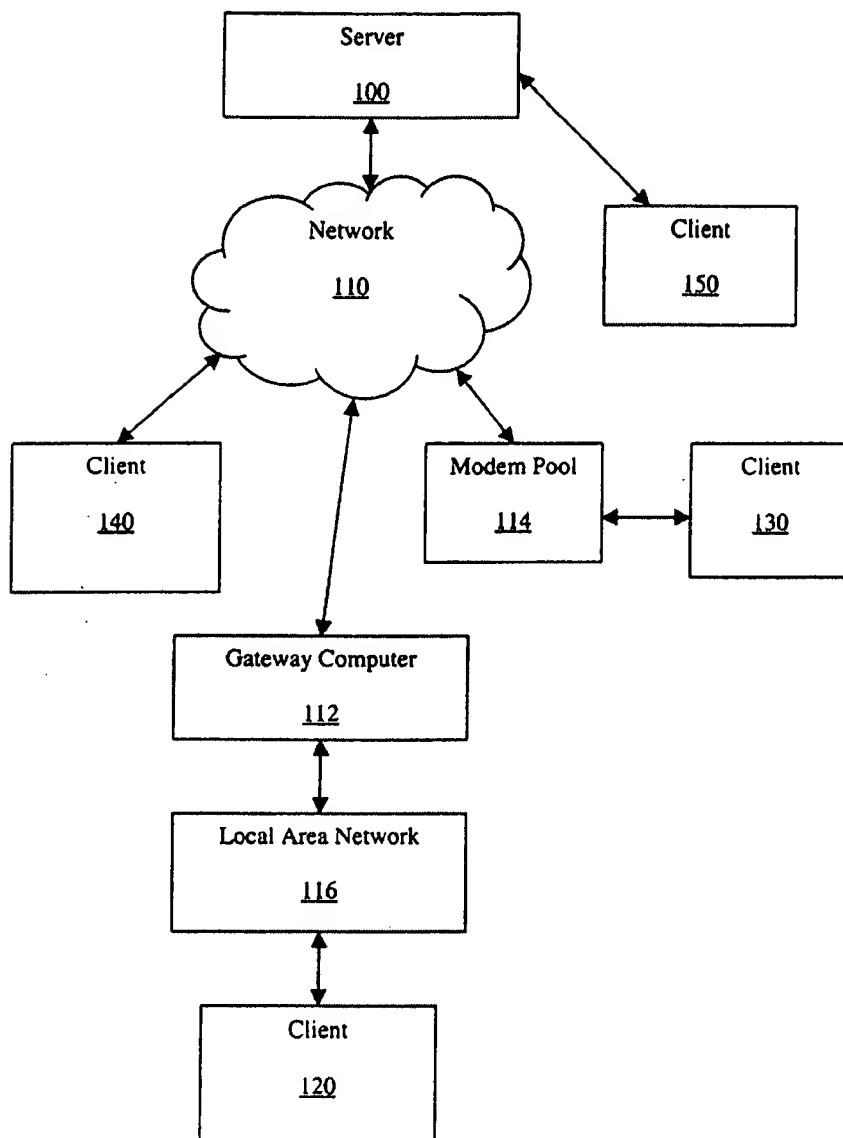 Server
100
Network
110
Client
150
Client
140
Modem Pool
114
Client
130
Gateway Computer
112
Local Area Network
116
Client
120